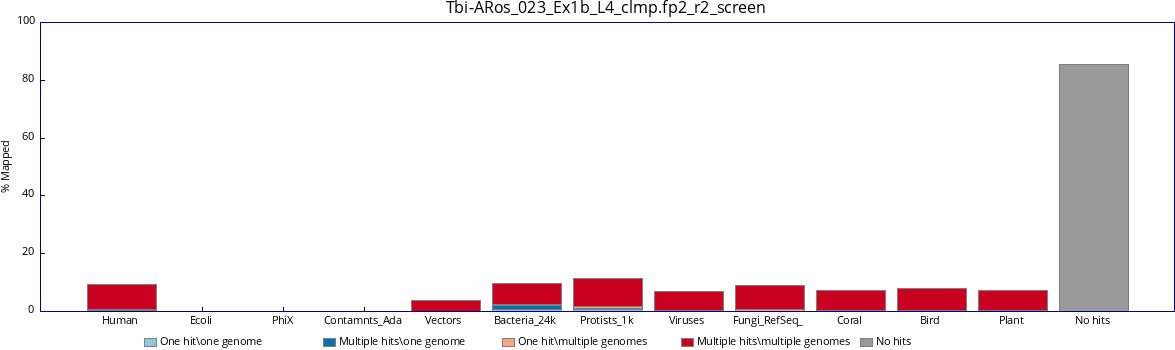 Tbi-ARos_023_Ex1b_L4_clmp.fp2_r2_screen
100
80
60
40
20
0
% Mapped
Human Ecoli PhiX Contamnts_Ada Vectors Bacteria_24k Protists_1k Viruses Fungi_RefSeq_ Coral Bird Plant No hits
One hit\one genome Multiple hits\one genome One hit\multiple genomes Multiple hits\multiple genomes No hits